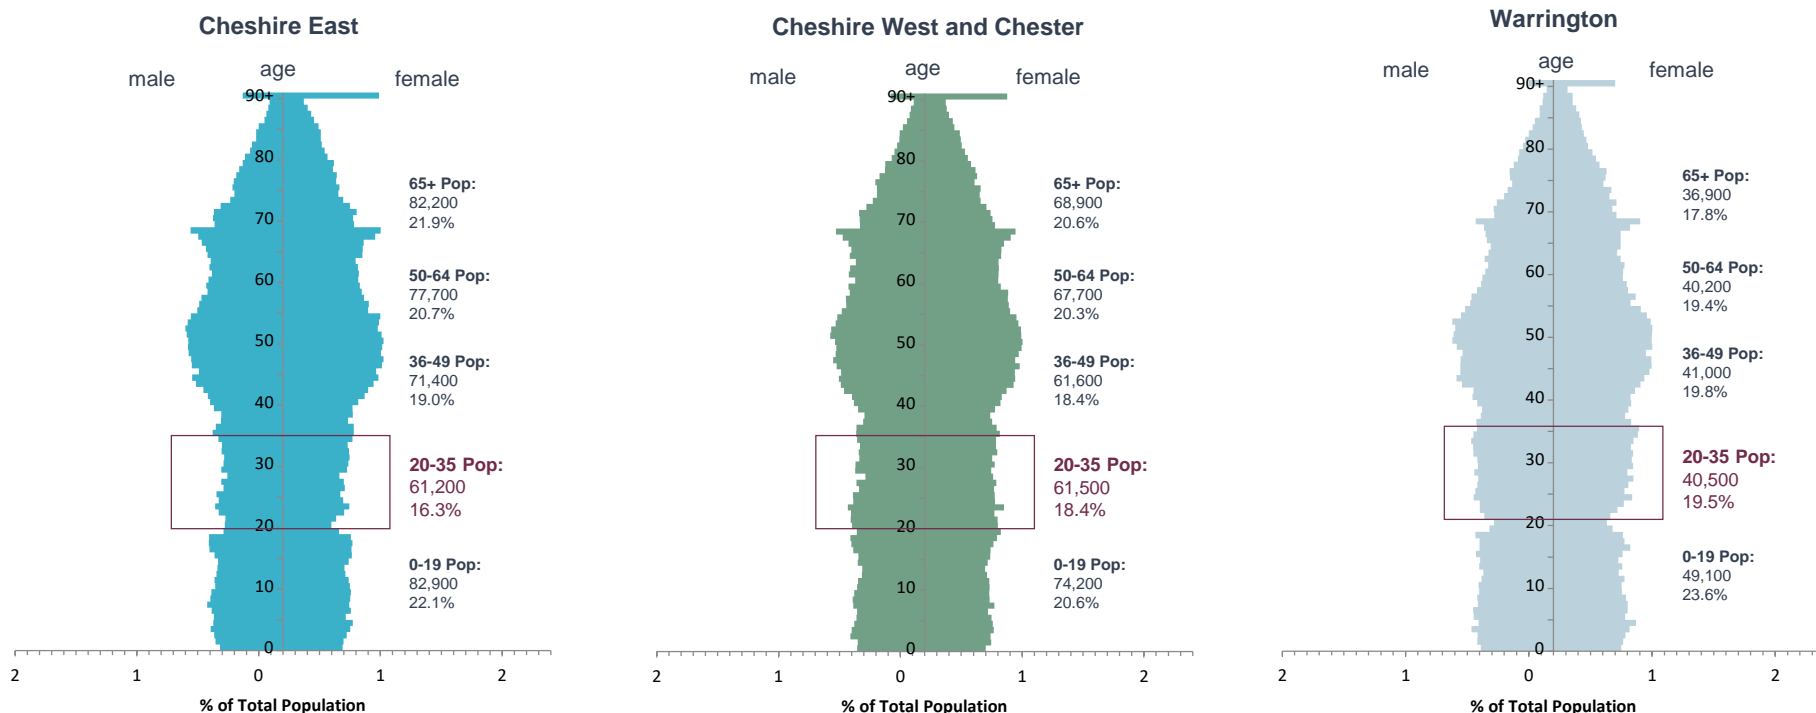 Cheshire East
male
age
female
90+
80
70
60
50
40
30
20
10
0
65+ Pop:
82,200
21.9%
50-64 Pop:
77,700
20.7%
36-49 Pop:
71,400
19.0%
20-35 Pop:
61,200
16.3%
0-19 Pop:
82,900
22.1%
2
1
0
1
2
% of Total Population
Cheshire West and Chester
male
age
female
90+
80
70
60
50
40
30
20
10
0
65+ Pop:
68,900
20.6%
50-64 Pop:
67,700
20.3%
36-49 Pop:
61,600
18.4%
20-35 Pop:
61,500
18.4%
0-19 Pop:
74,200
20.6%
2
1
0
1
2
% of Total Population
Warrington
male
age
female
90+
80
70
60
50
40
30
20
10
0
65+ Pop:
36,900
17.8%
50-64 Pop:
40,200
19.4%
36-49 Pop:
41,000
19.8%
20-35 Pop:
40,500
19.5%
0-19 Pop:
49,100
23.6%
2
1
0
1
2
% of Total Population